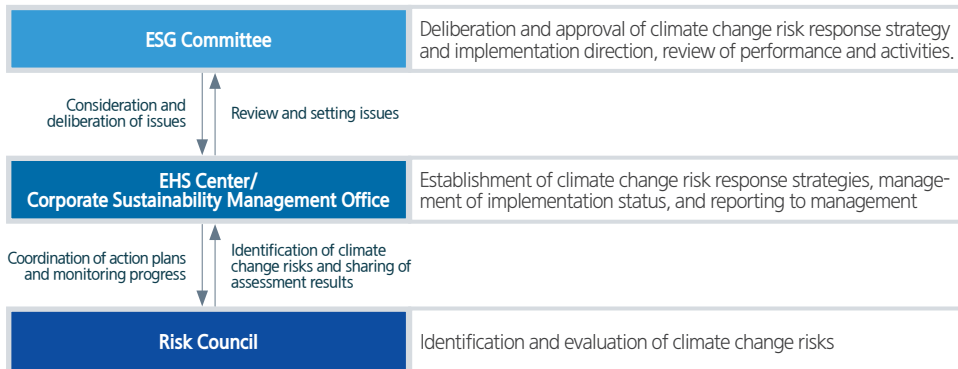 ESG Committee
Deliberation and approval of climate change risk response strategy
and implementation direction, review of performance and activities.
Consideration and
deliberation of issues
Review and setting issues
EHS Center/
Corporate Sustainability Management Office
Establishment of climate change risk response strategies, manage-
ment of implementation status, and reporting to management
Coordination of action plans
and monitoring progress
Identification of climate
change risks and sharing of
assessment results
Risk Council
Identification and evaluation of climate change risks